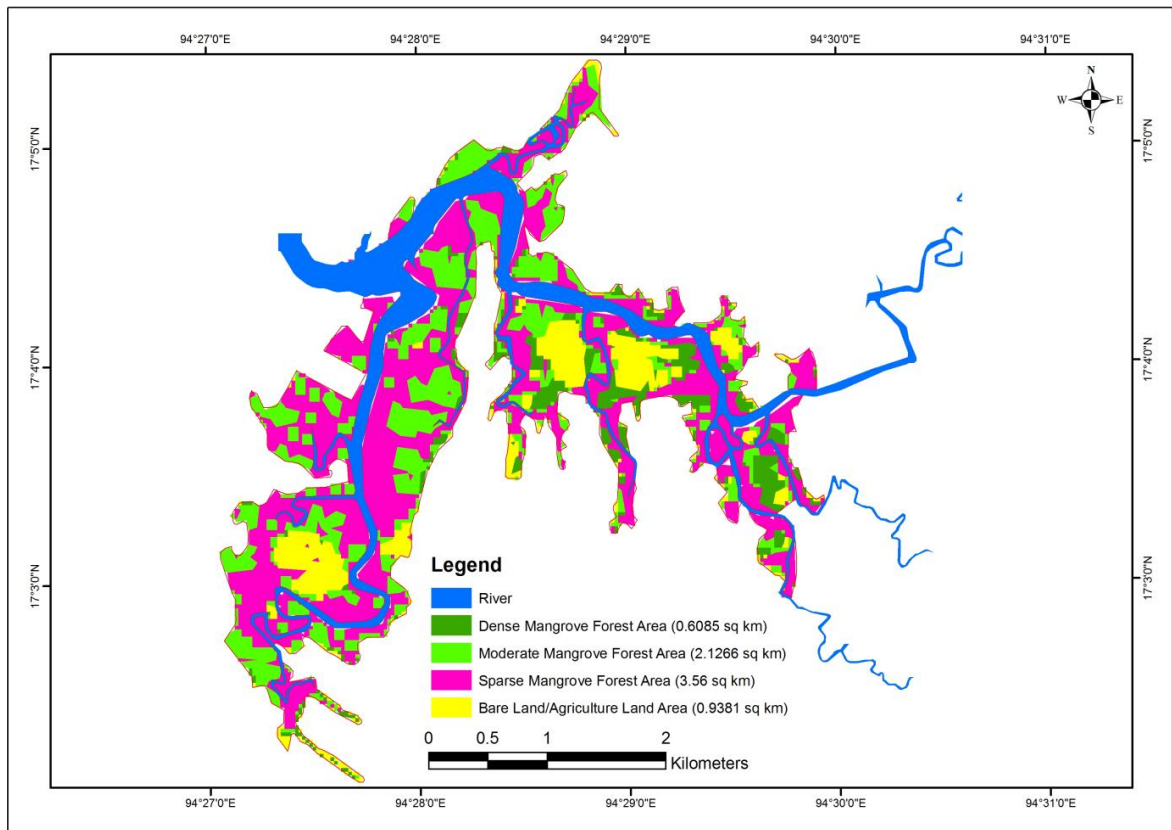 94°27'0"E 94°28'0"E 94°29'0"E 94°30'0"E 94°31'0"E
N
W E
S
17°5'0"N 17°5'0"N
17°4'0"N 17°4'0"N
17°3'0"N 17°3'0"N
Legend
River
Dense Mangrove Forest Area (0.6085 sq km)
Moderate Mangrove Forest Area (2.1266 sq km)
Sparse Mangrove Forest Area (3.56 sq km)
Bare Land/Agriculture Land Area (0.9381 sq km)
0 0.5 1 2
Kilometers
94°27'0"E 94°28'0"E 94°29'0"E 94°30'0"E 94°31'0"E